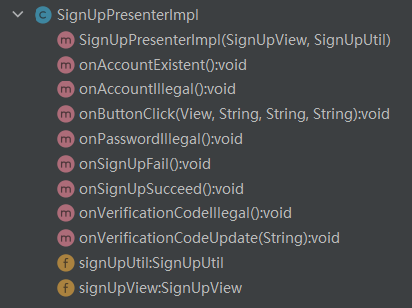 SignUpPresenterImpl
SignUpPresenterImpl(SignUpView, SignUpUtil)
onAccountExistent():void
onAccountIllegal():void
onButtonClick(View, String, String, String):void
onPasswordIllegal():void
onSignUpFail():void
onSignUpSucceed():void
onVerificationCodeIllegal():void
onVerificationCodeUpdate(String):void
signUpUtil:SignUpUtil
signUpView:SignUpView